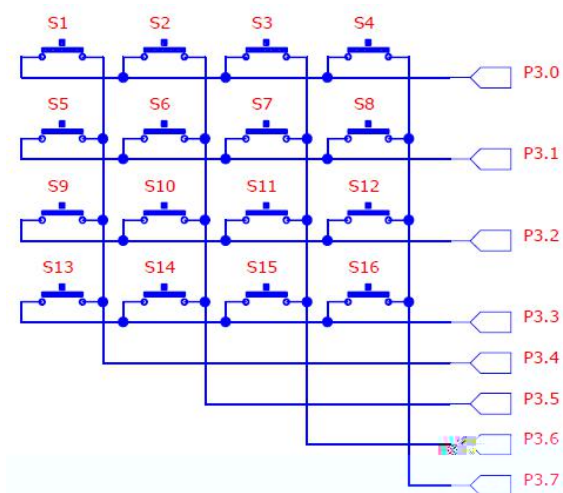 S1 S2 S3 S4
P3.0
S5 S6 S7 S8
P3.1
S9 S10 S11 S12
P3.2
S13 S14 S15 S16
P3.3
P3.4
P3.5
P3.6
P3.7